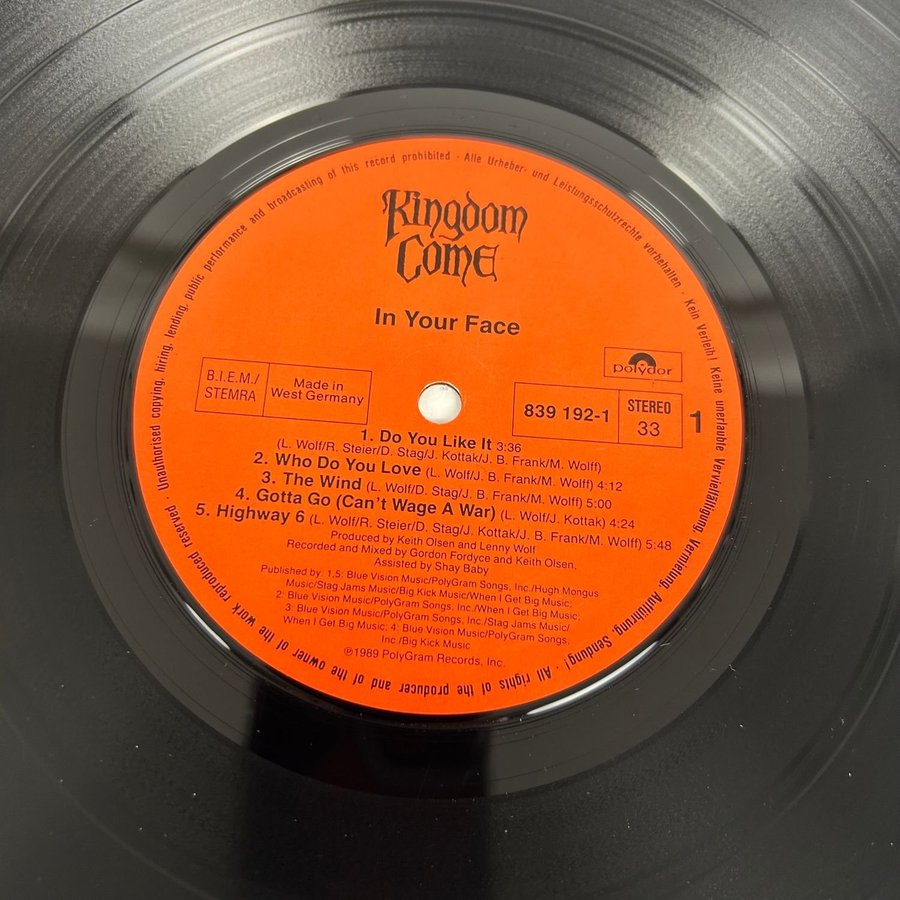 Kingdom
Come
In Your Face
polydor
B.I.E.M./
STEMRA
Made in
West Germany
839 192-1
STEREO
33
1
1. Do You Like It 3:36
(L. Wolf/R. Steier/D. Stag/J. Kottak/J. B. Frank/M. Wolff)
2. Who Do You Love (L. Wolf/J. B. Frank/M. Wolff) 4:12
3. The Wind (L. Wolf/D. Stag/J. B. Frank/M. Wolff) 5:00
4. Gotta Go (Can't Wage A War) (L. Wolf/J. Kottak) 4:24
5. Highway 6 (L. Wolf/R. Steier/D. Stag/J. Kottak/J. B. Frank/M. Wolff) 5:48
Produced by Keith Olsen and Lenny Wolf
Recorded and Mixed by Gordon Fordyce and Keith Olsen,
Assisted by Shay Baby
Published by: 1,5: Blue Vision Music/PolyGram Songs, Inc./Hugh Mongus
Music/Stag Jams Music/Big Kick Music/When I Get Big Music;
2: Blue Vision Music/PolyGram Songs, Inc./When I Get Big Music;
3: Blue Vision Music/PolyGram Songs, Inc./Stag Jams Music/
When I Get Big Music; 4: Blue Vision Music/PolyGram Songs,
Inc./Big Kick Music
℗1989 PolyGram Records, Inc.
All rights of the producer and of the owner of the work reproduced reserved · Unauthorised copying, hiring, lending, public performance and broadcasting of this record prohibited · Alle Urheber- und Leistungsschutzrechte vorbehalten · Kein Verleih! Keine unerlaubte Vervielfältigung, Vermietung, Aufführung, Sendung! ·